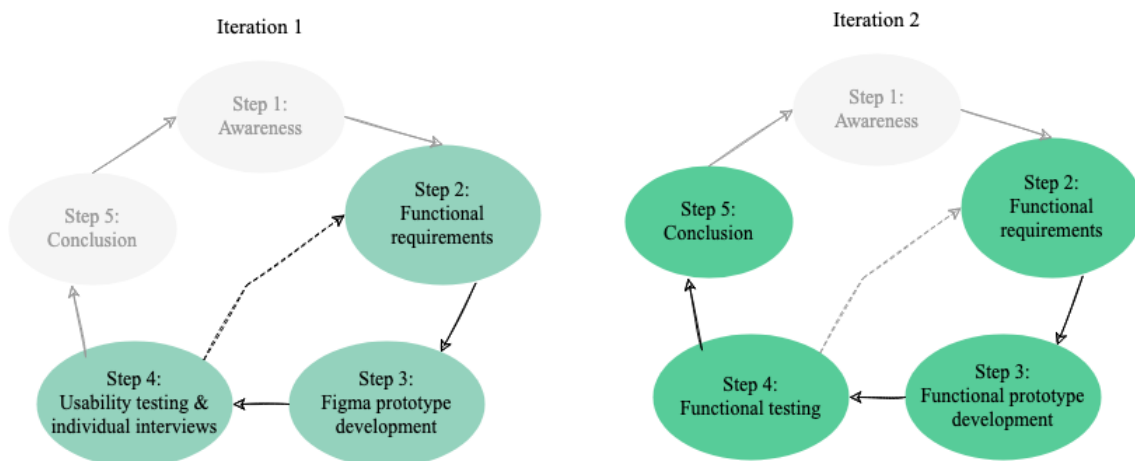 Iteration 1
Step 1:
Awareness
Step 2:
Functional
requirements
Step 3:
Figma prototype
development
Step 4:
Usability testing &
individual interviews
Step 5:
Conclusion
Iteration 2
Step 1:
Awareness
Step 2:
Functional
requirements
Step 3:
Functional prototype
development
Step 4:
Functional testing
Step 5:
Conclusion